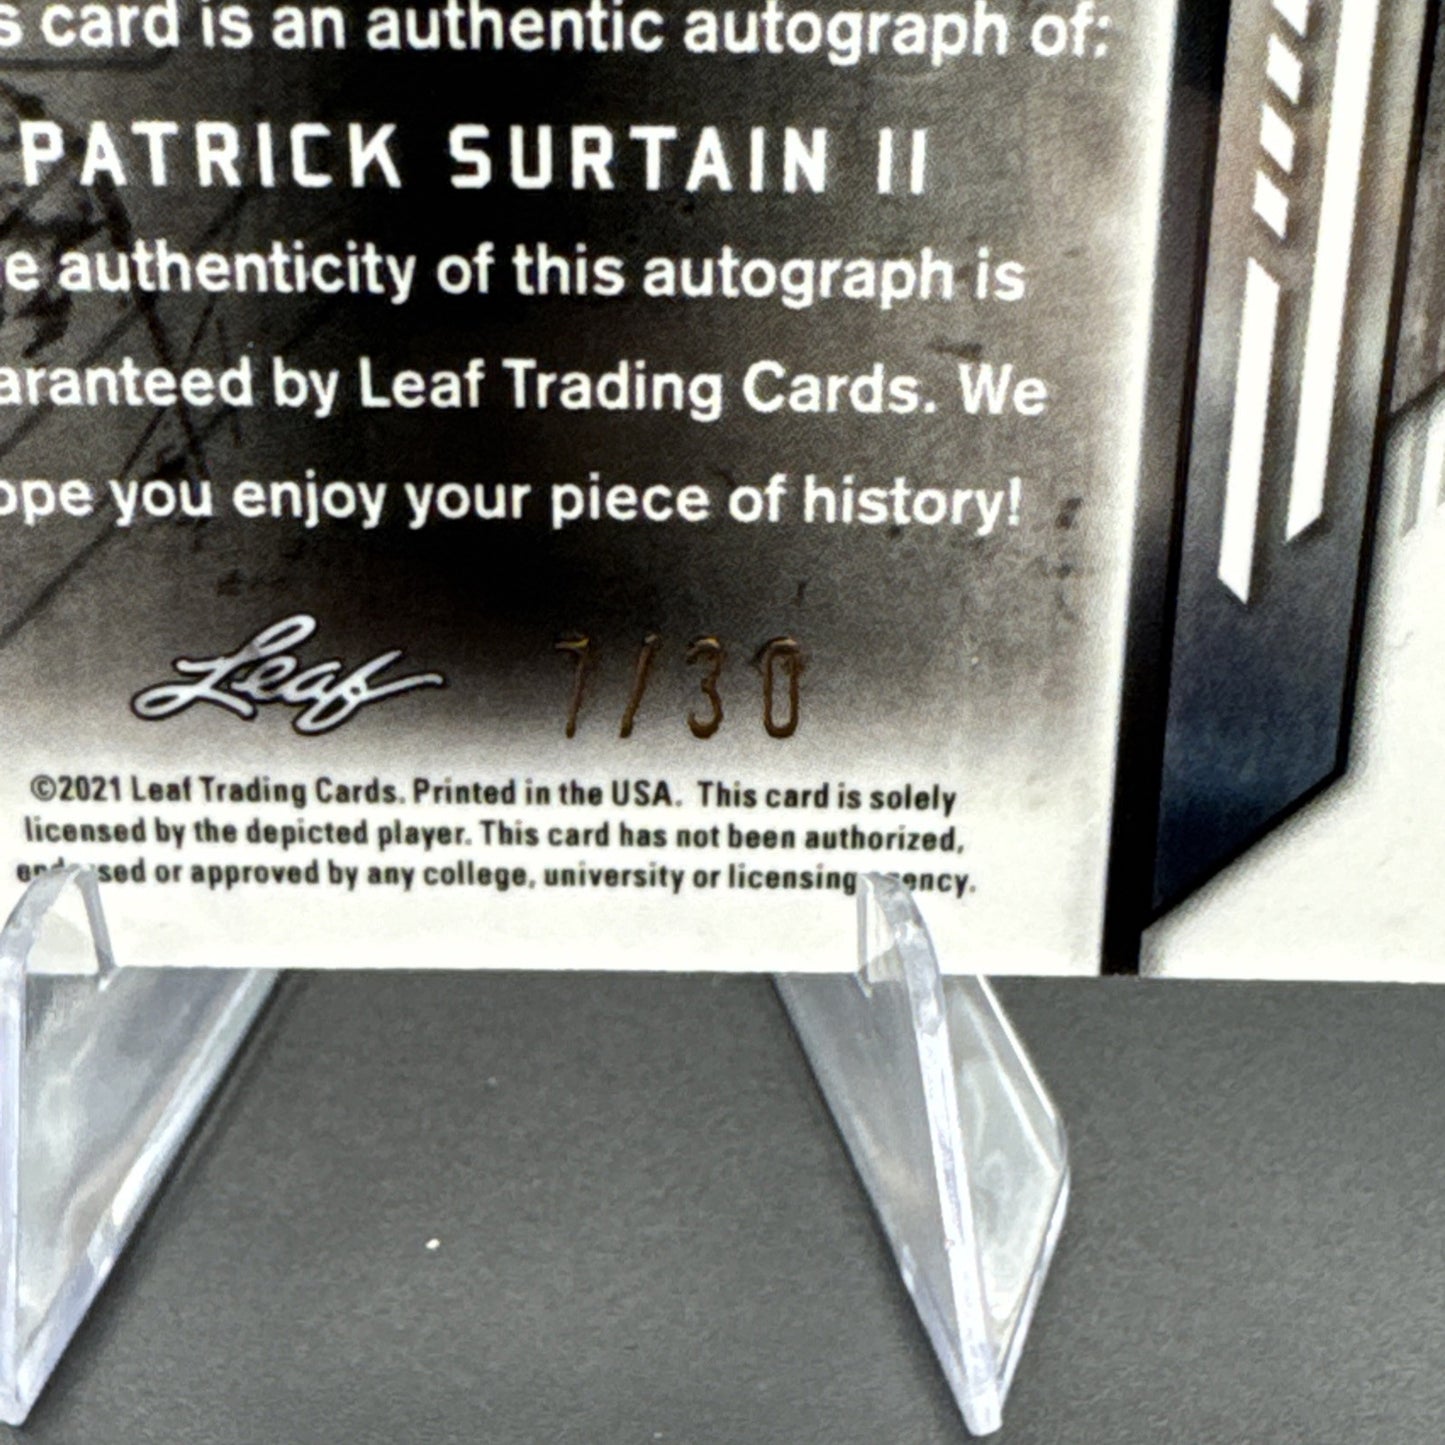 s card is an authentic autograph of:
PATRICK SURTAIN II
e authenticity of this autograph is
aranteed by Leaf Trading Cards. We
ope you enjoy your piece of history!
Leaf 7/30
©2021 Leaf Trading Cards. Printed in the USA. This card is solely
licensed by the depicted player. This card has not been authorized,
endorsed or approved by any college, university or licensing agency.